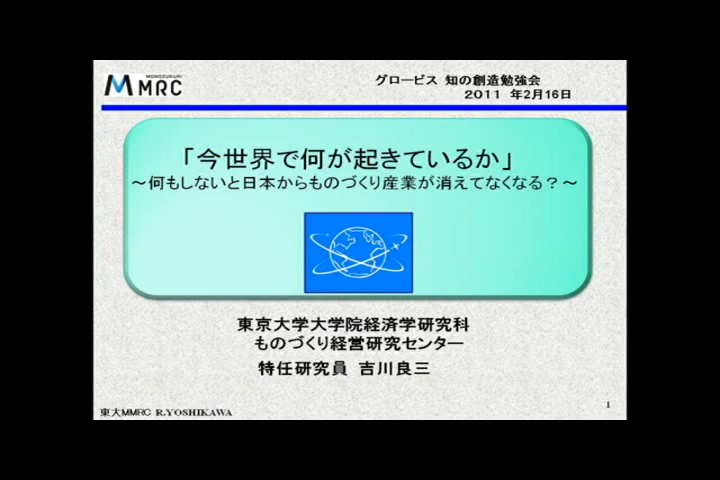 MONOZUKURI
MMRC
グロービス 知の創造勉強会
2011 年2月16日
「今世界で何が起きているか」
～何もしないと日本からものづくり産業が消えてなくなる？～
東京大学大学院経済学研究科
ものづくり経営研究センター
特任研究員 吉川良三
東大MMRC R.YOSHIKAWA
1